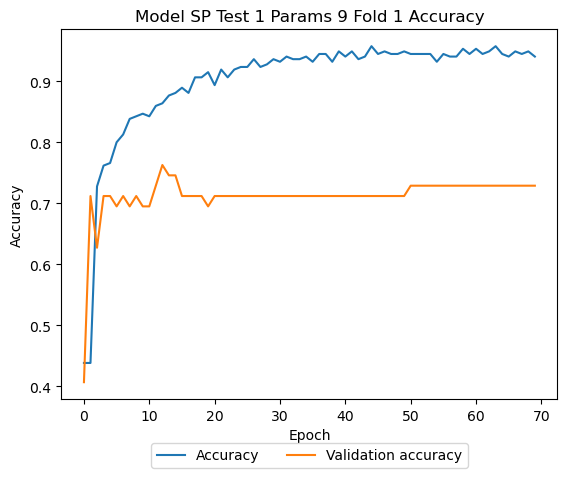 Model SP Test 1 Params 9 Fold 1 Accuracy
Accuracy
0.9
0.8
0.7
0.6
0.5
0.4
0 10 20 30 40 50 60 70
Epoch
Accuracy Validation accuracy